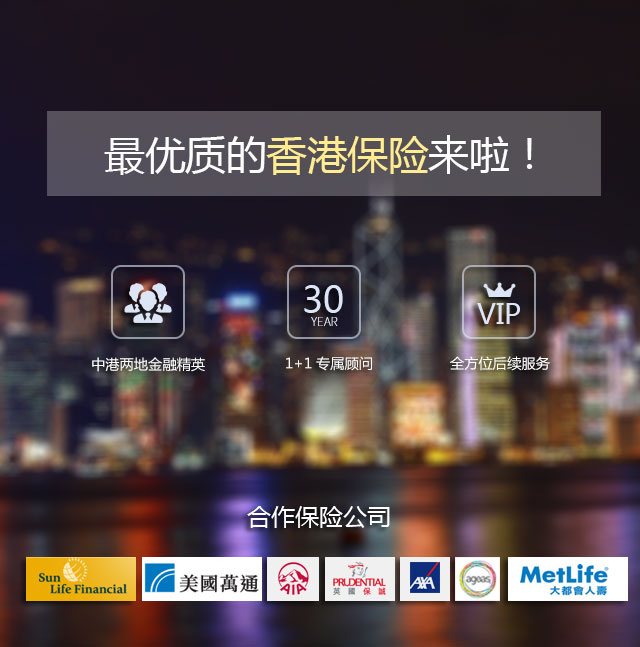 最优质的香港保险来啦！
30
YEAR
VIP
中港两地金融精英
1+1 专属顾问
全方位后续服务
合作保险公司
Sun
Life Financial
美國萬通
AIA
PRUDENTIAL
英國保誠
AXA
ageas
MetLife
大都會人壽